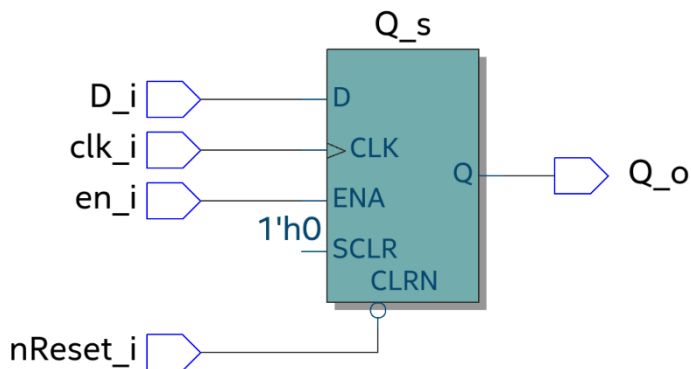 Q_s
D_i
D
clk_i
CLK
en_i
ENA
Q
Q_o
1'h0
SCLR
CLRN
nReset_i